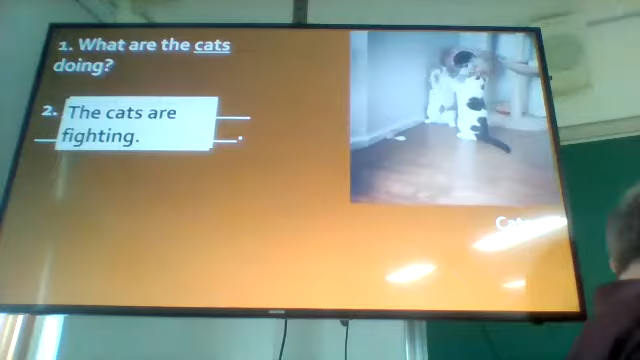 1. What are the cats
doing?
2. The cats are
fighting.